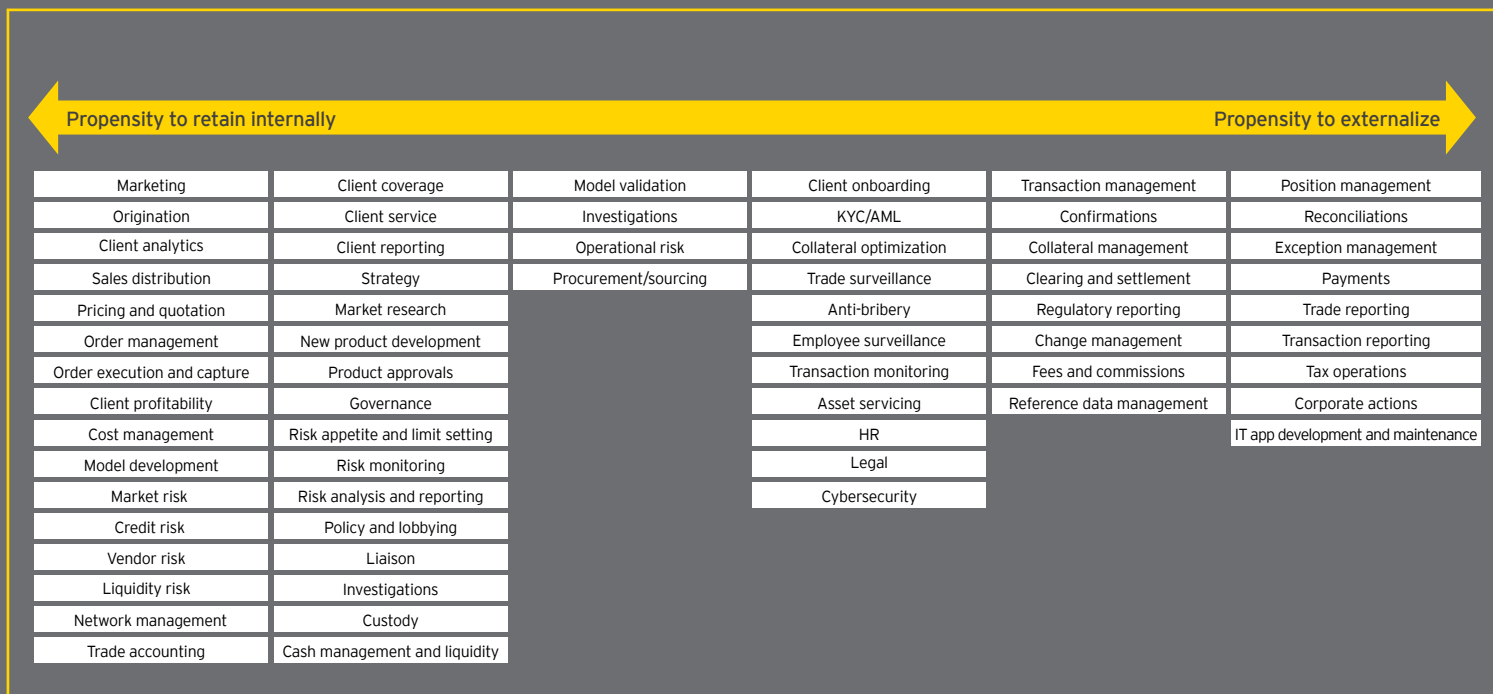 Propensity to retain internally
Propensity to externalize
Marketing
Origination
Client analytics
Sales distribution
Pricing and quotation
Order management
Order execution and capture
Client profitability
Cost management
Model development
Market risk
Credit risk
Vendor risk
Liquidity risk
Network management
Trade accounting
Client coverage
Client service
Client reporting
Strategy
Market research
New product development
Product approvals
Governance
Risk appetite and limit setting
Risk monitoring
Risk analysis and reporting
Policy and lobbying
Liaison
Investigations
Custody
Cash management and liquidity
Model validation
Investigations
Operational risk
Procurement/sourcing
Client onboarding
KYC/AML
Collateral optimization
Trade surveillance
Anti-bribery
Employee surveillance
Transaction monitoring
Asset servicing
HR
Legal
Cybersecurity
Transaction management
Confirmations
Collateral management
Clearing and settlement
Regulatory reporting
Change management
Fees and commissions
Reference data management
Position management
Reconciliations
Exception management
Payments
Trade reporting
Transaction reporting
Tax operations
Corporate actions
IT app development and maintenance